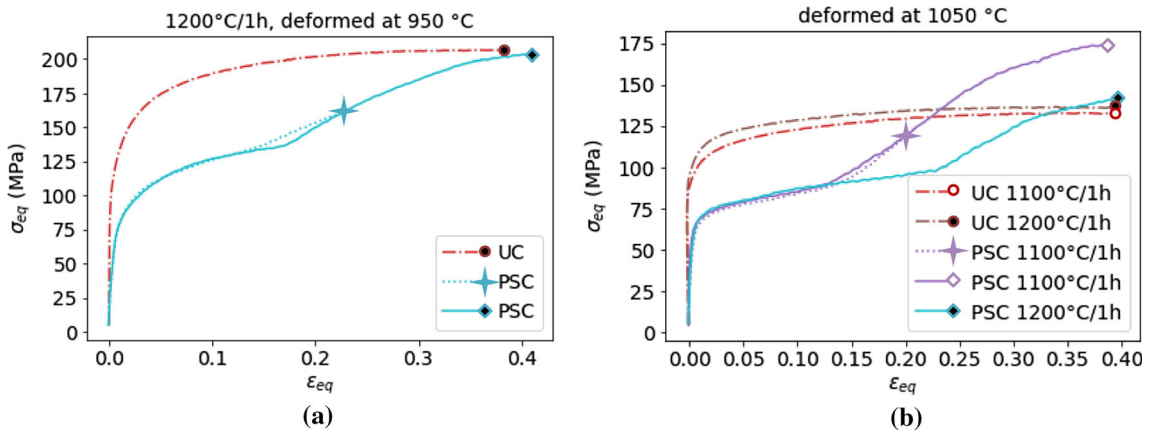 1200°C/1h, deformed at 950 °C
200
175
150
125
100
75
50
25
0
σeq (MPa)
0.0 0.1 0.2 0.3 0.4
εeq
UC
PSC
PSC
(a)
deformed at 1050 °C
175
150
125
100
75
50
25
0
σeq (MPa)
0.00 0.05 0.10 0.15 0.20 0.25 0.30 0.35 0.40
εeq
UC 1100°C/1h
UC 1200°C/1h
PSC 1100°C/1h
PSC 1100°C/1h
PSC 1200°C/1h
(b)